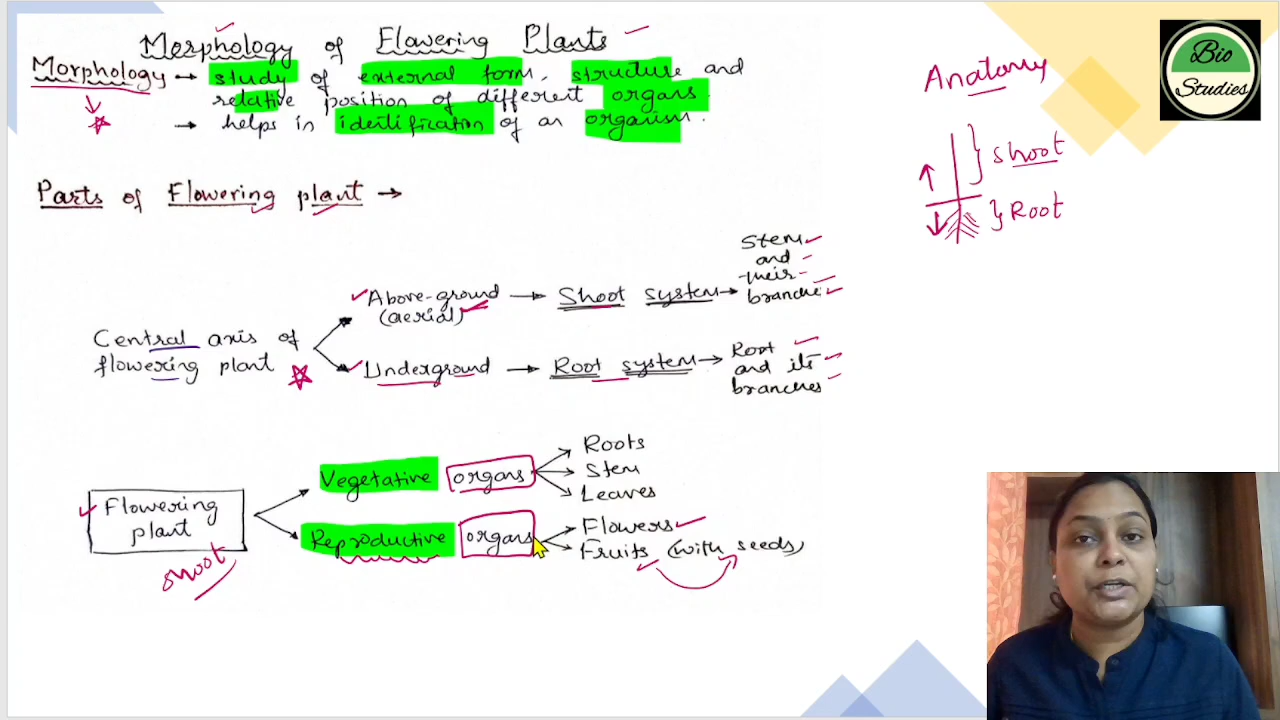 Morphology of Flowering Plants
Morphology → study of external form, structure and
relative position of different organs.
→ helps in identification of an organism.
Parts of Flowering plant →
Central axis of
flowering plant
Above-ground
(aerial)
→ Shoot system →
Stem
and
their
branches
Underground → Root system →
Root
and its
branches
Flowering
plant
shoot
Vegetative organs
Roots
Stem
Leaves
Reproductive organs
Flowers
Fruits (with seeds)
Anatomy
Shoot
Root
Bio
Studies